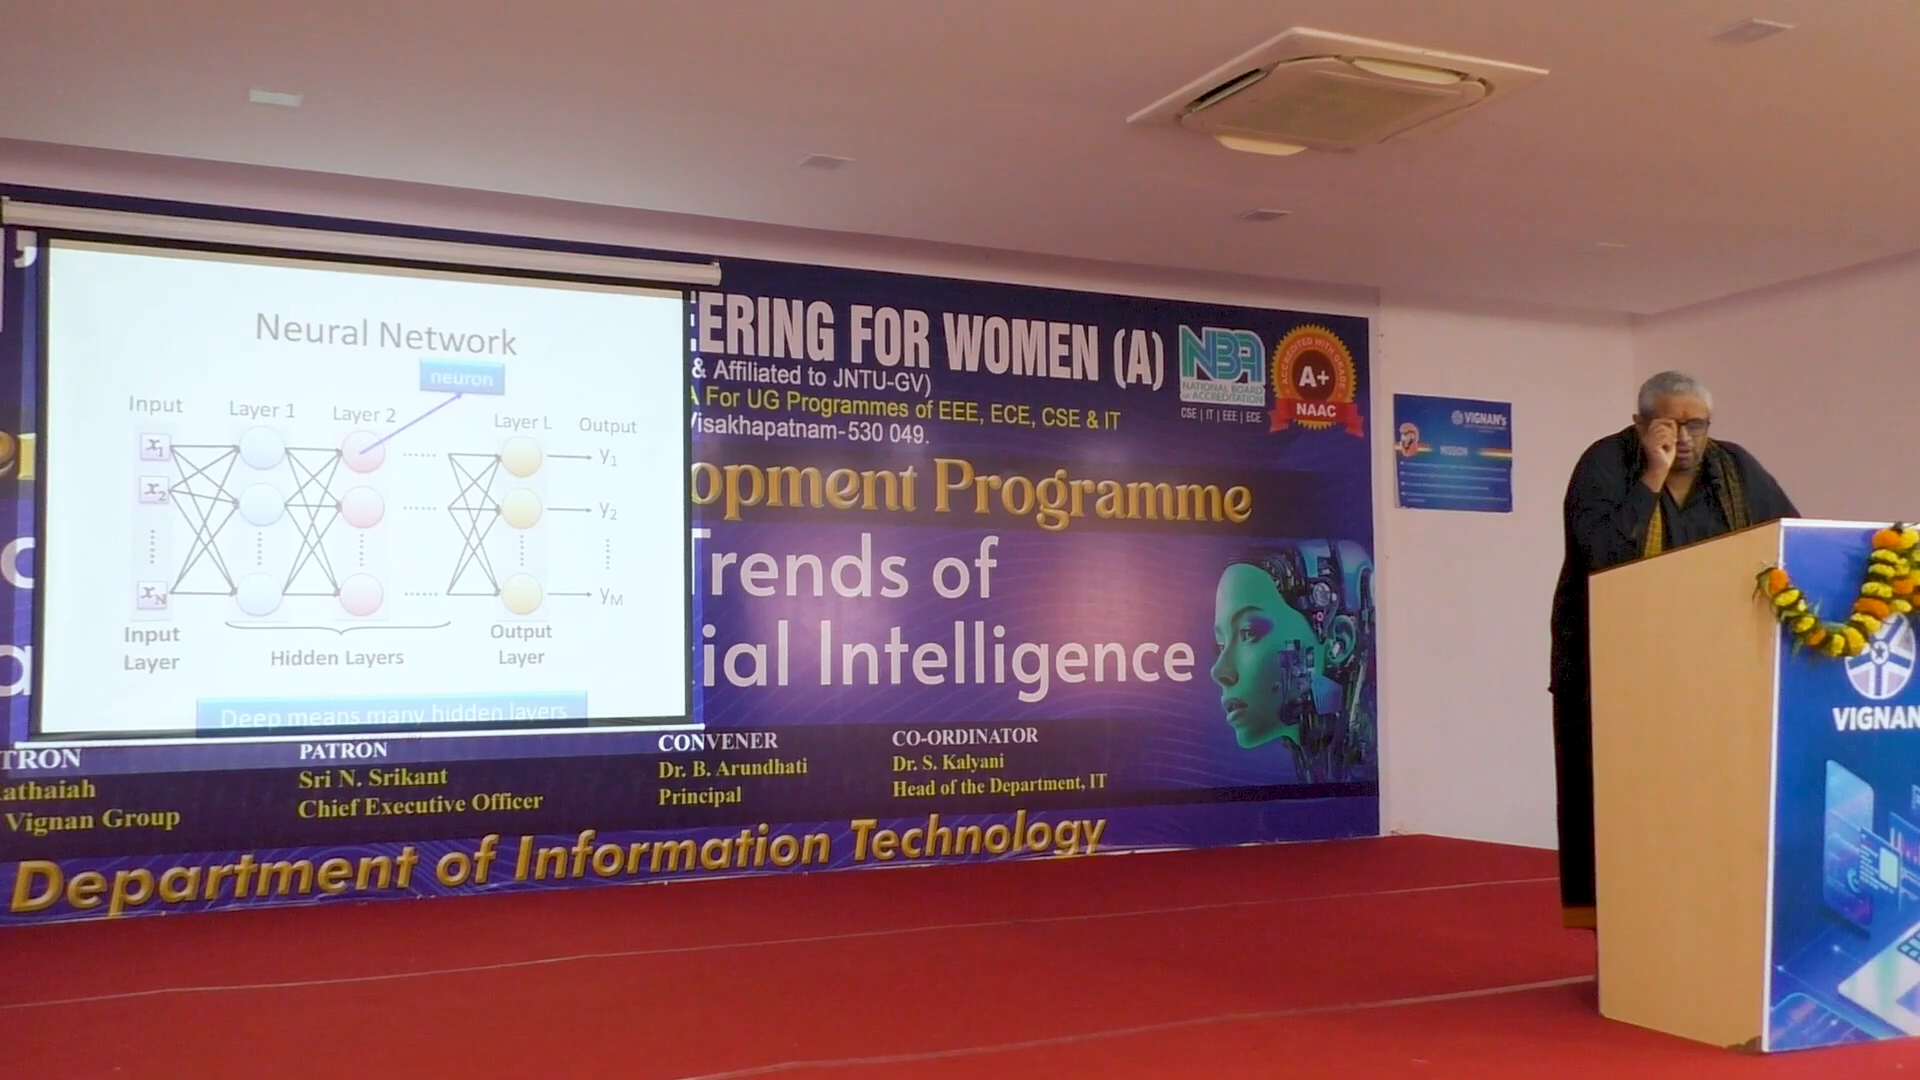 Neural Network
neuron
Input
Layer 1
Layer 2
Layer L
Output
x1
x2
xN
......
......
......
y1
y2
yM
Input
Layer
Hidden Layers
Output
Layer
Deep means many hidden layers
ERING FOR WOMEN (A)
& Affiliated to JNTU-GV)
A For UG Programmes of EEE, ECE, CSE & IT
Visakhapatnam-530 049.
NBA
NATIONAL BOARD
of ACCREDITATION
CSE | IT | EEE | ECE
ACCREDITED WITH GRADE
A+
NAAC
opment Programme
Trends of
ial Intelligence
TRON
athaiah
Vignan Group
PATRON
Sri N. Srikant
Chief Executive Officer
CONVENER
Dr. B. Arundhati
Principal
CO-ORDINATOR
Dr. S. Kalyani
Head of the Department, IT
Department of Information Technology
VIGNAN's
MISSION
VIGNAN